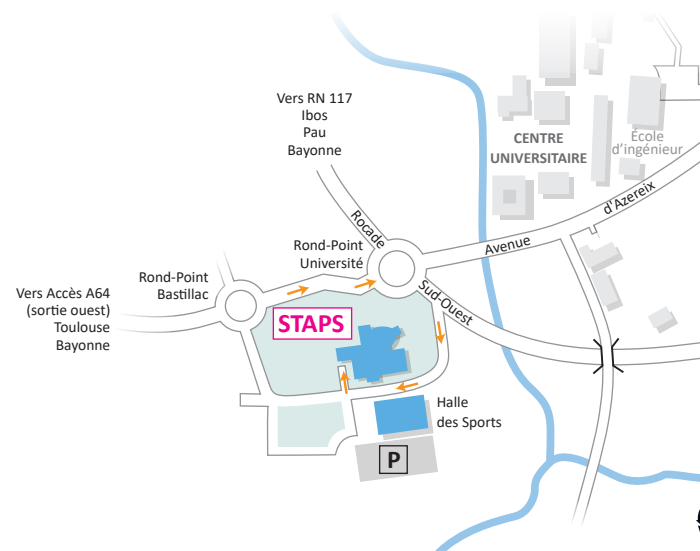 Vers RN 117
Ibos
Pau
Bayonne
CENTRE
UNIVERSITAIRE
École
d'ingénieur
Rocade
Avenue
d'Azereix
Rond-Point
Université
Sud-Ouest
Rond-Point
Bastillac
Vers Accès A64
(sortie ouest)
Toulouse
Bayonne
STAPS
Halle
des Sports
P